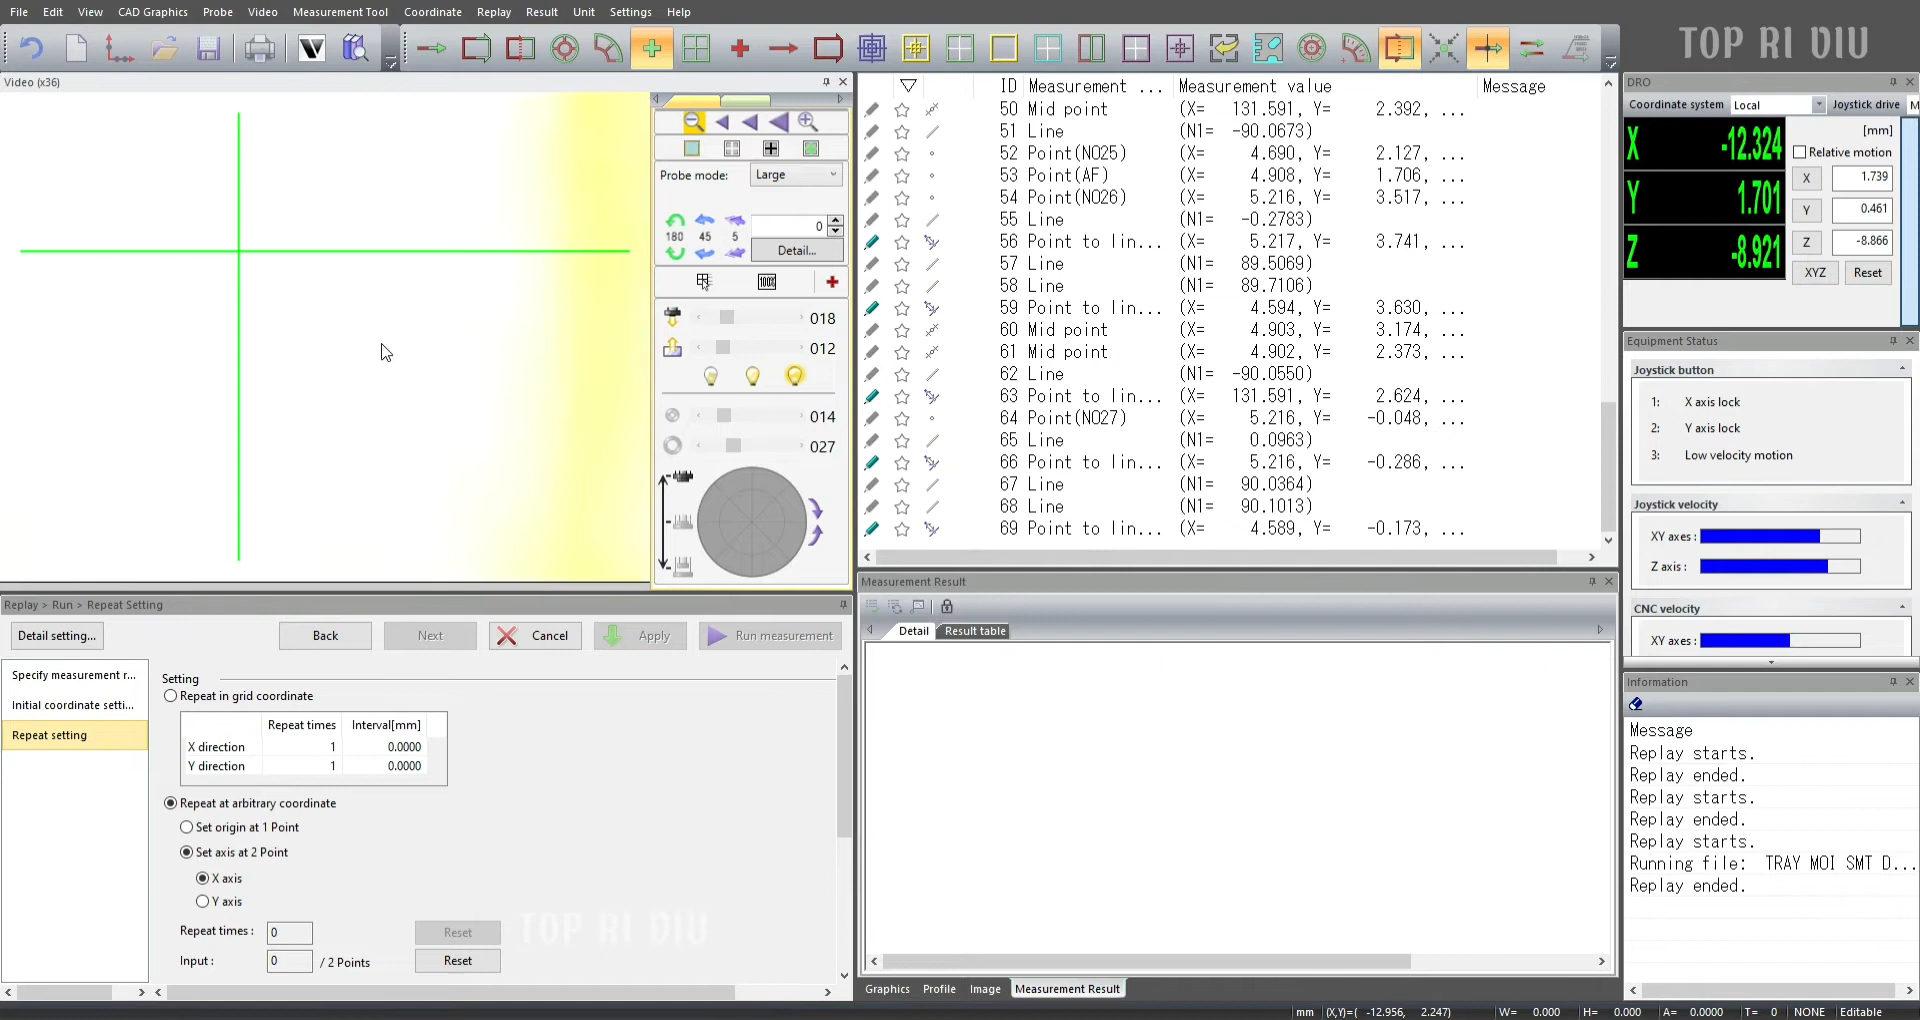 File Edit View CAD Graphics Probe Video Measurement Tool Coordinate Replay Result Unit Settings Help
TOP RI DIU
Video (x36)
Probe mode: Large
180 45 5
0
Detail...
100%
018
012
014
027
ID Measurement ... Measurement value Message
50 Mid point (X= 131.591, Y= 2.392, ...
51 Line (N1= -90.0673)
52 Point(NO25) (X= 4.690, Y= 2.127, ...
53 Point(AF) (X= 4.908, Y= 1.706, ...
54 Point(NO26) (X= 5.216, Y= 3.517, ...
55 Line (N1= -0.2783)
56 Point to lin... (X= 5.217, Y= 3.741, ...
57 Line (N1= 89.5069)
58 Line (N1= 89.7106)
59 Point to lin... (X= 4.594, Y= 3.630, ...
60 Mid point (X= 4.903, Y= 3.174, ...
61 Mid point (X= 4.902, Y= 2.373, ...
62 Line (N1= -90.0550)
63 Point to lin... (X= 131.591, Y= 2.624, ...
64 Point(NO27) (X= 5.216, Y= -0.048, ...
65 Line (N1= 0.0963)
66 Point to lin... (X= 5.216, Y= -0.286, ...
67 Line (N1= 90.0364)
68 Line (N1= 90.1013)
69 Point to lin... (X= 4.589, Y= -0.173, ...
DRO
Coordinate system Local Joystick drive M
X -12.324
Y 1.701
Z -8.921
[mm]
Relative motion
X 1.739
Y 0.461
Z -8.866
XYZ Reset
Equipment Status
Joystick button
1: X axis lock
2: Y axis lock
3: Low velocity motion
Joystick velocity
XY axes :
Z axis :
CNC velocity
XY axes :
Replay > Run > Repeat Setting
Detail setting... Back Next Cancel Apply Run measurement
Specify measurement r...
Initial coordinate setti...
Repeat setting
Setting
Repeat in grid coordinate
Repeat times Interval[mm]
X direction 1 0.0000
Y direction 1 0.0000
Repeat at arbitrary coordinate
Set origin at 1 Point
Set axis at 2 Point
X axis
Y axis
Repeat times : 0 Reset
Input : 0 / 2 Points Reset
TOP RI DIU
Measurement Result
Detail Result table
Graphics Profile Image Measurement Result
Information
Message
Replay starts.
Replay ended.
Replay starts.
Replay ended.
Replay starts.
Running file: TRAY MOI SMT D...
Replay ended.
mm (X,Y)=( -12.956, 2.247) W= 0.000 H= 0.000 A= 0.0000 T= 0 NONE Editable